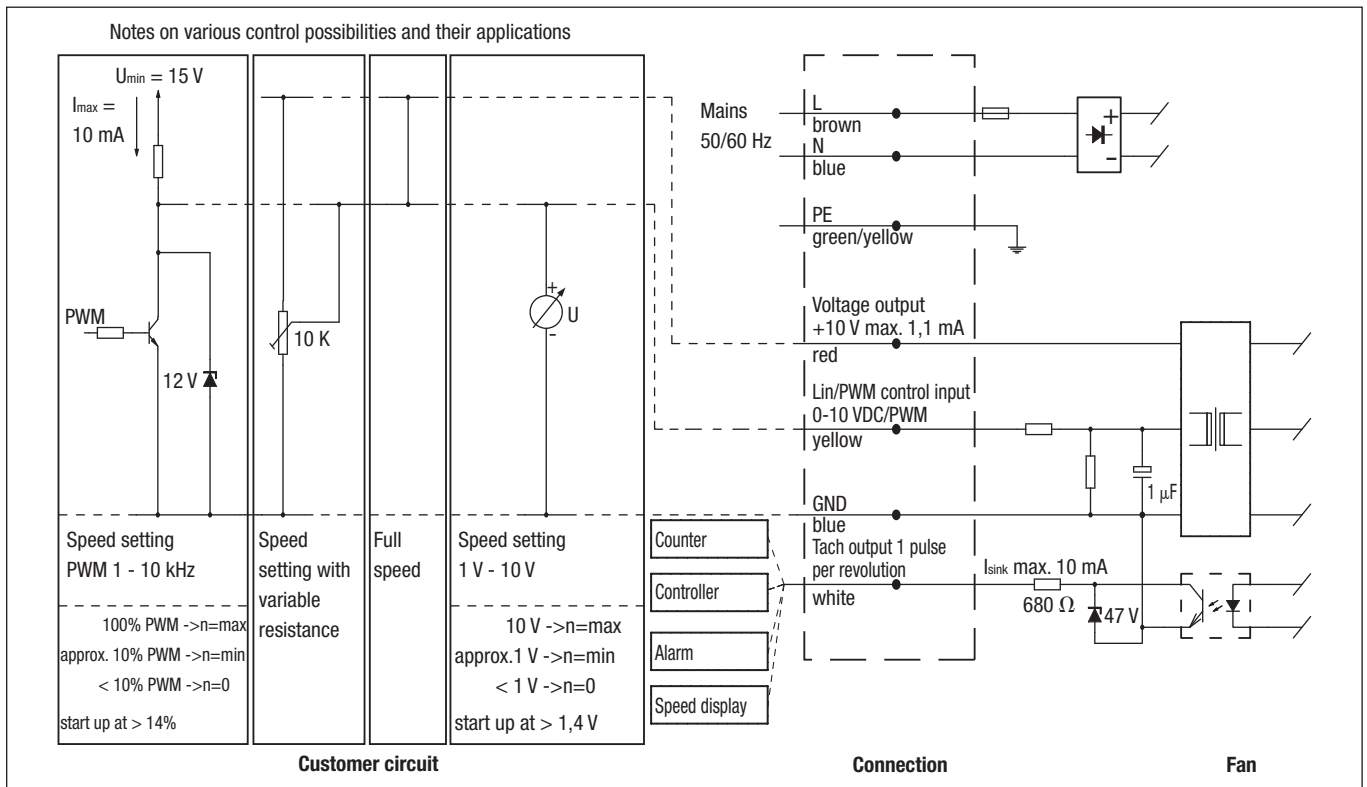 Notes on various control possibilities and their applications
Umin = 15 V
Imax =
10 mA
PWM
12 V
10 K
+
U
-
Speed setting
PWM 1 - 10 kHz
100% PWM ->n=max
approx. 10% PWM ->n=min
< 10% PWM ->n=0
start up at > 14%
Speed
setting with
variable
resistance
Full
speed
Speed setting
1 V - 10 V
10 V ->n=max
approx.1 V ->n=min
< 1 V ->n=0
start up at > 1,4 V
Customer circuit
Counter
Controller
Alarm
Speed display
Mains
50/60 Hz
L
brown
N
blue
PE
green/yellow
Voltage output
+10 V max. 1,1 mA
red
Lin/PWM control input
0-10 VDC/PWM
yellow
GND
blue
Tach output 1 pulse
per revolution
white
Connection
+
-
1 µF
Isink max. 10 mA
680 Ω
47 V
Fan